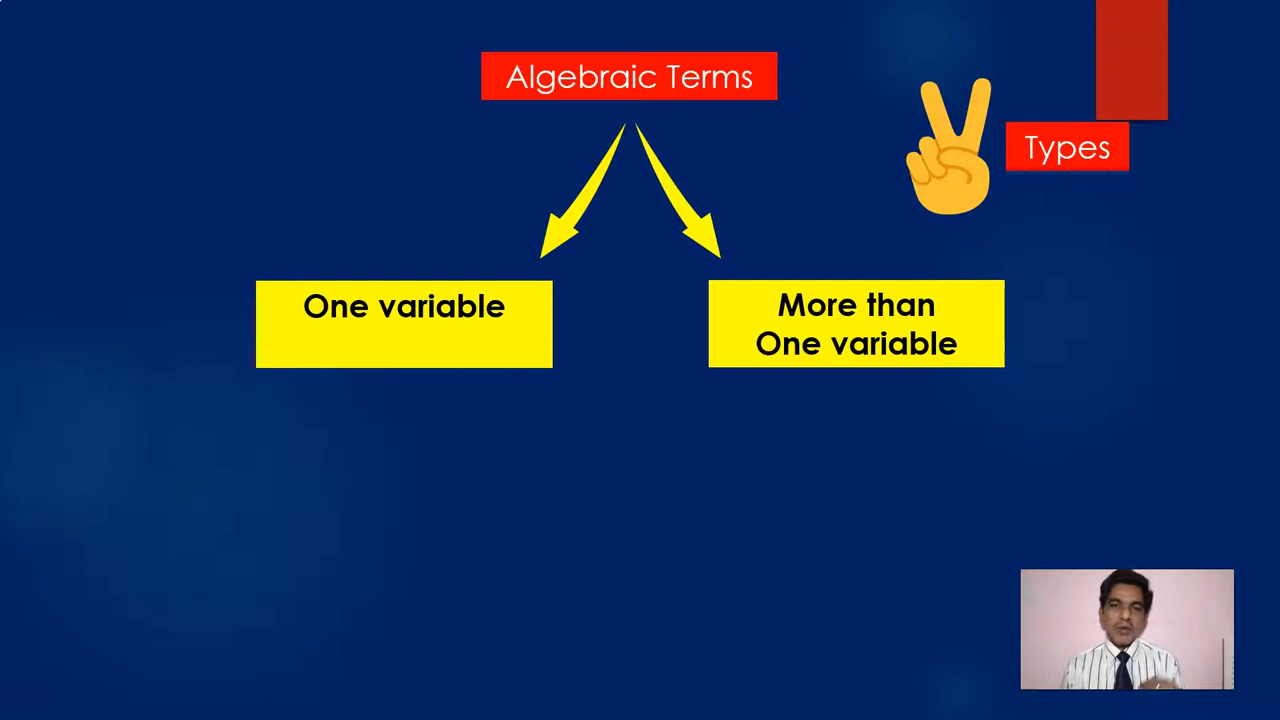 Algebraic Terms
Types
One variable
More than
One variable